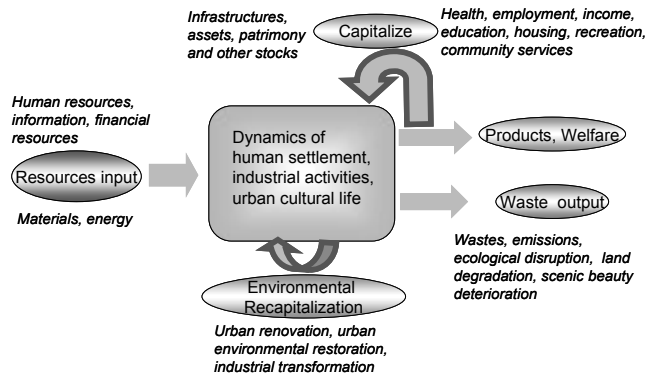 Infrastructures,
assets, patrimony
and other stocks
Capitalize
Health, employment, income,
education, housing, recreation,
community services
Human resources,
information, financial
resources
Resources input
Materials, energy
Dynamics of
human settlement,
industrial activities,
urban cultural life
Products, Welfare
Waste output
Wastes, emissions,
ecological disruption, land
degradation, scenic beauty
deterioration
Environmental
Recapitalization
Urban renovation, urban
environmental restoration,
industrial transformation